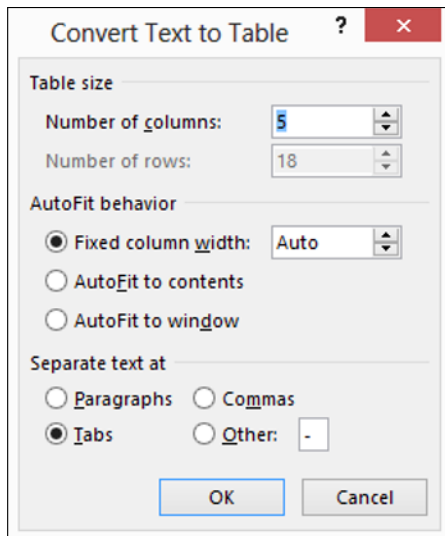 Convert Text to Table ?
Table size
Number of columns: 5
Number of rows: 18
AutoFit behavior
Fixed column width: Auto
AutoFit to contents
AutoFit to window
Separate text at
Paragraphs Commas
Tabs Other: -
OK Cancel